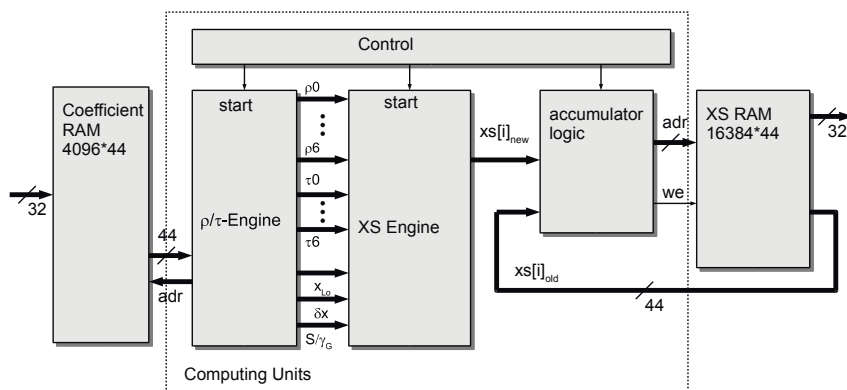 Control
Coefficient
RAM
4096*44
32
44
adr
start
ρ/τ-Engine
ρ0
ρ6
τ0
τ6
x_Lo
δx
S/γ_G
start
XS Engine
xs[i]_new
accumulator
logic
adr
we
XS RAM
16384*44
32
xs[i]_old
44
Computing Units